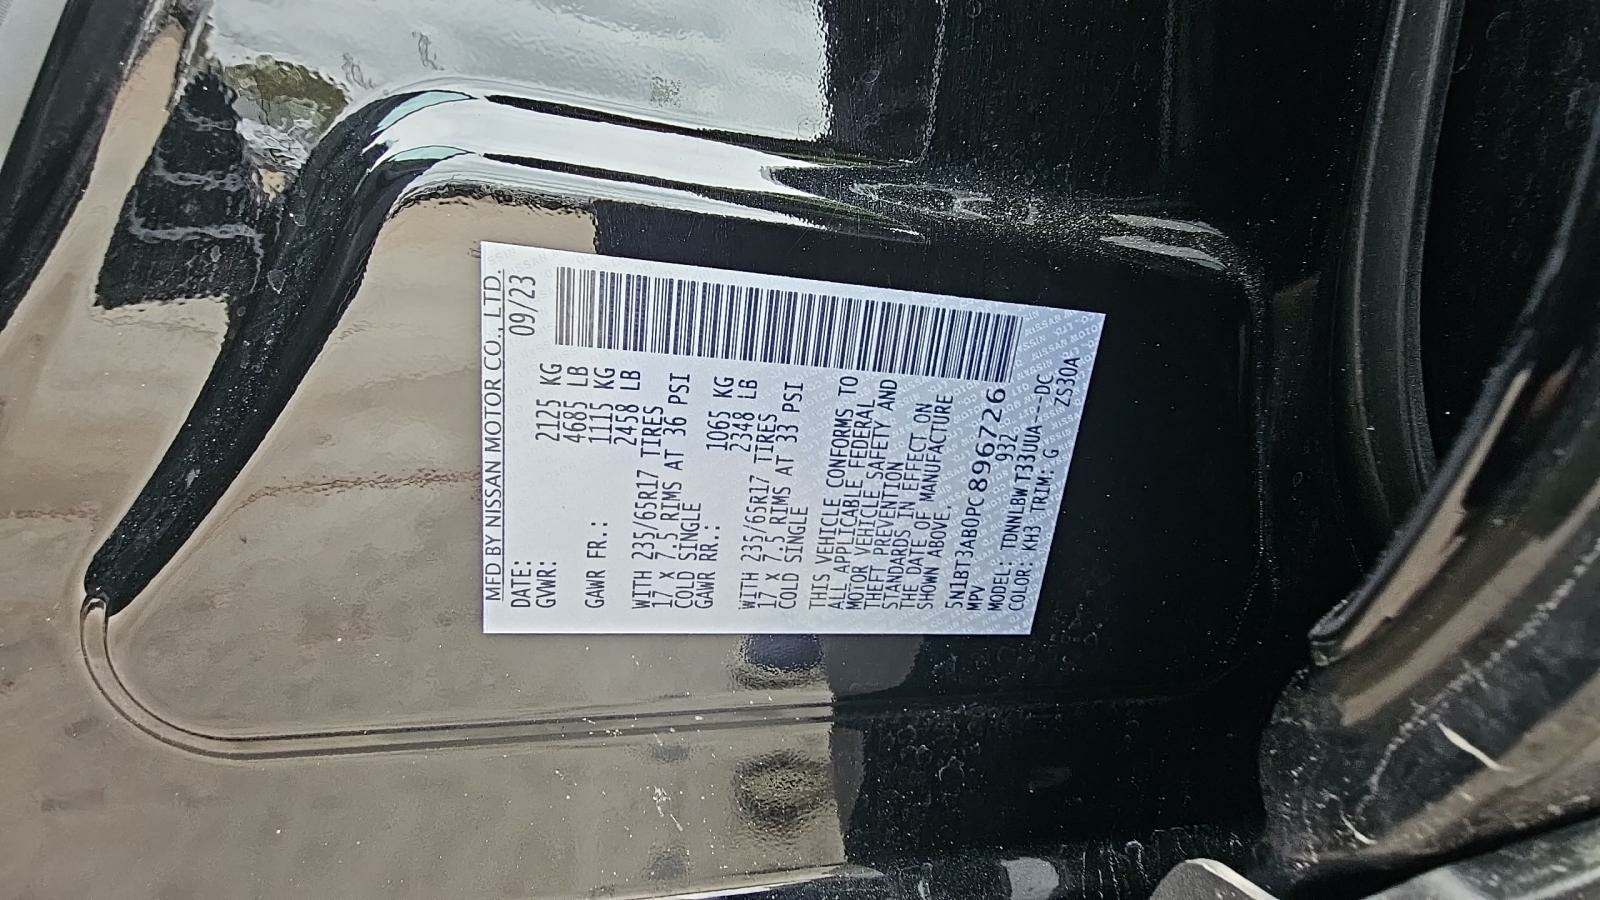 MFD BY NISSAN MOTOR CO., LTD.
DATE: 09/23
GVWR: 2125 KG
4685 LB
GAWR FR.: 1115 KG
2458 LB
WITH 235/65R17 TIRES
17 X 7.5 RIMS AT 36 PSI
COLD SINGLE
GAWR RR.: 1065 KG
2348 LB
WITH 235/65R17 TIRES
17 X 7.5 RIMS AT 33 PSI
COLD SINGLE
THIS VEHICLE CONFORMS TO
ALL APPLICABLE FEDERAL
MOTOR VEHICLE SAFETY AND
THEFT PREVENTION
STANDARDS IN EFFECT ON
THE DATE OF MANUFACTURE
SHOWN ABOVE.
5N1BT3AB0PC896726
MPV 932
MODEL: TDNNLBWT33UUA---DC
COLOR: KH3 TRIM: G ZS30A